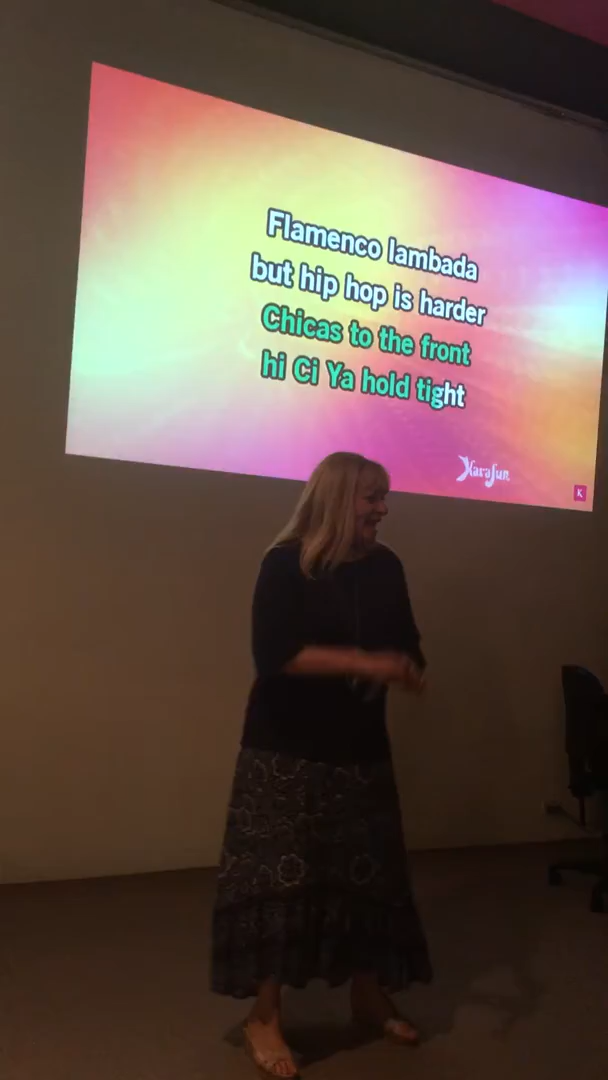 Flamenco lambada
but hip hop is harder
Chicas to the front
hi Ci Ya hold tight
KaraFun
K